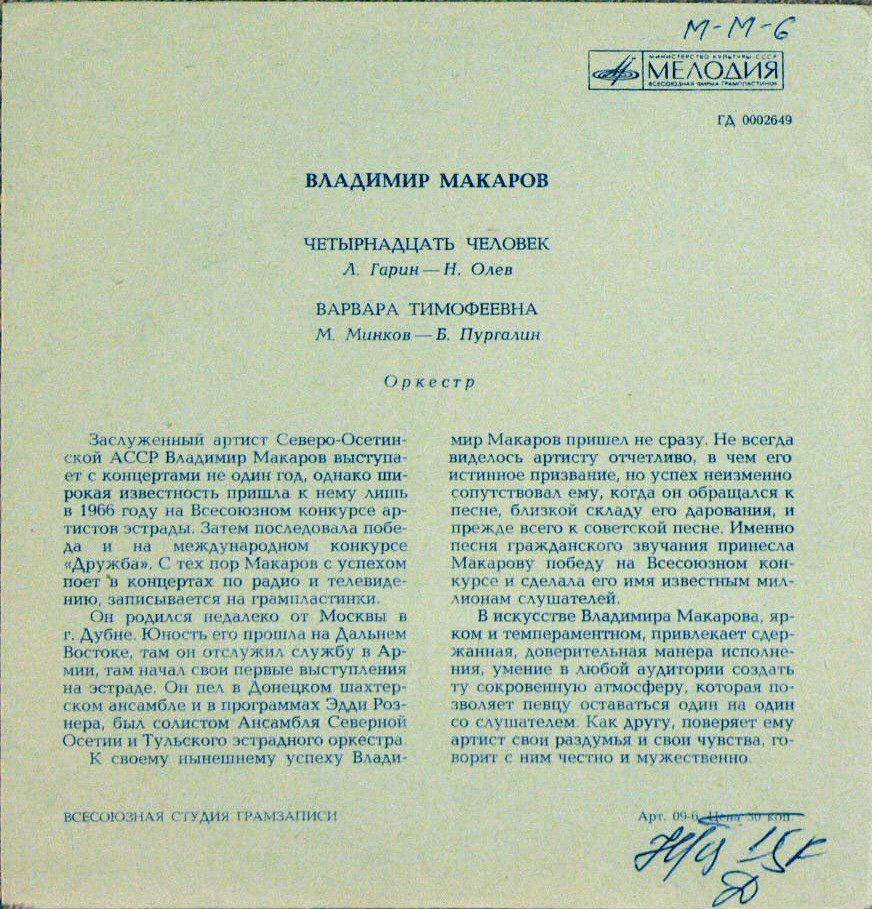 М-М-6
МИНИСТЕРСТВО КУЛЬТУРЫ СССР
МЕЛОДИЯ
ВСЕСОЮЗНАЯ ФИРМА ГРАМПЛАСТИНОК
ГД 0002649
ВЛАДИМИР МАКАРОВ
ЧЕТЫРНАДЦАТЬ ЧЕЛОВЕК
Л. Гарин — Н. Олев
ВАРВАРА ТИМОФЕЕВНА
М. Минков — Б. Пургалин
Оркестр
Заслуженный артист Северо-Осетин-
ской АССР Владимир Макаров выступа-
ет с концертами не один год, однако ши-
рокая известность пришла к нему лишь
в 1966 году на Всесоюзном конкурсе ар-
тистов эстрады. Затем последовала побе-
да и на международном конкурсе
«Дружба». С тех пор Макаров с успехом
поет в концертах по радио и телевиде-
нию, записывается на грампластинки.
Он родился недалеко от Москвы в
г. Дубне. Юность его прошла на Дальнем
Востоке, там он отслужил службу в Ар-
мии, там начал свои первые выступления
на эстраде. Он пел в Донецком шахтер-
ском ансамбле и в программах Эдди Роз-
нера, был солистом Ансамбля Северной
Осетии и Тульского эстрадного оркестра.
К своему нынешнему успеху Влади-
мир Макаров пришел не сразу. Не всегда
виделось артисту отчетливо, в чем его
истинное призвание, но успех неизменно
сопутствовал ему, когда он обращался к
песне, близкой складу его дарования, и
прежде всего к советской песне. Именно
песня гражданского звучания принесла
Макарову победу на Всесоюзном кон-
курсе и сделала его имя известным мил-
лионам слушателей.
В искусстве Владимира Макарова, яр-
ком и темпераментном, привлекает сдер-
жанная, доверительная манера исполне-
ния, умение в любой аудитории создать
ту сокровенную атмосферу, которая по-
зволяет певцу оставаться один на один
со слушателем. Как другу, поверяет ему
артист свои раздумья и свои чувства, го-
ворит с ним честно и мужественно.
ВСЕСОЮЗНАЯ СТУДИЯ ГРАМЗАПИСИ
Арт. 09-6. Цена 30 коп.
15к
Д